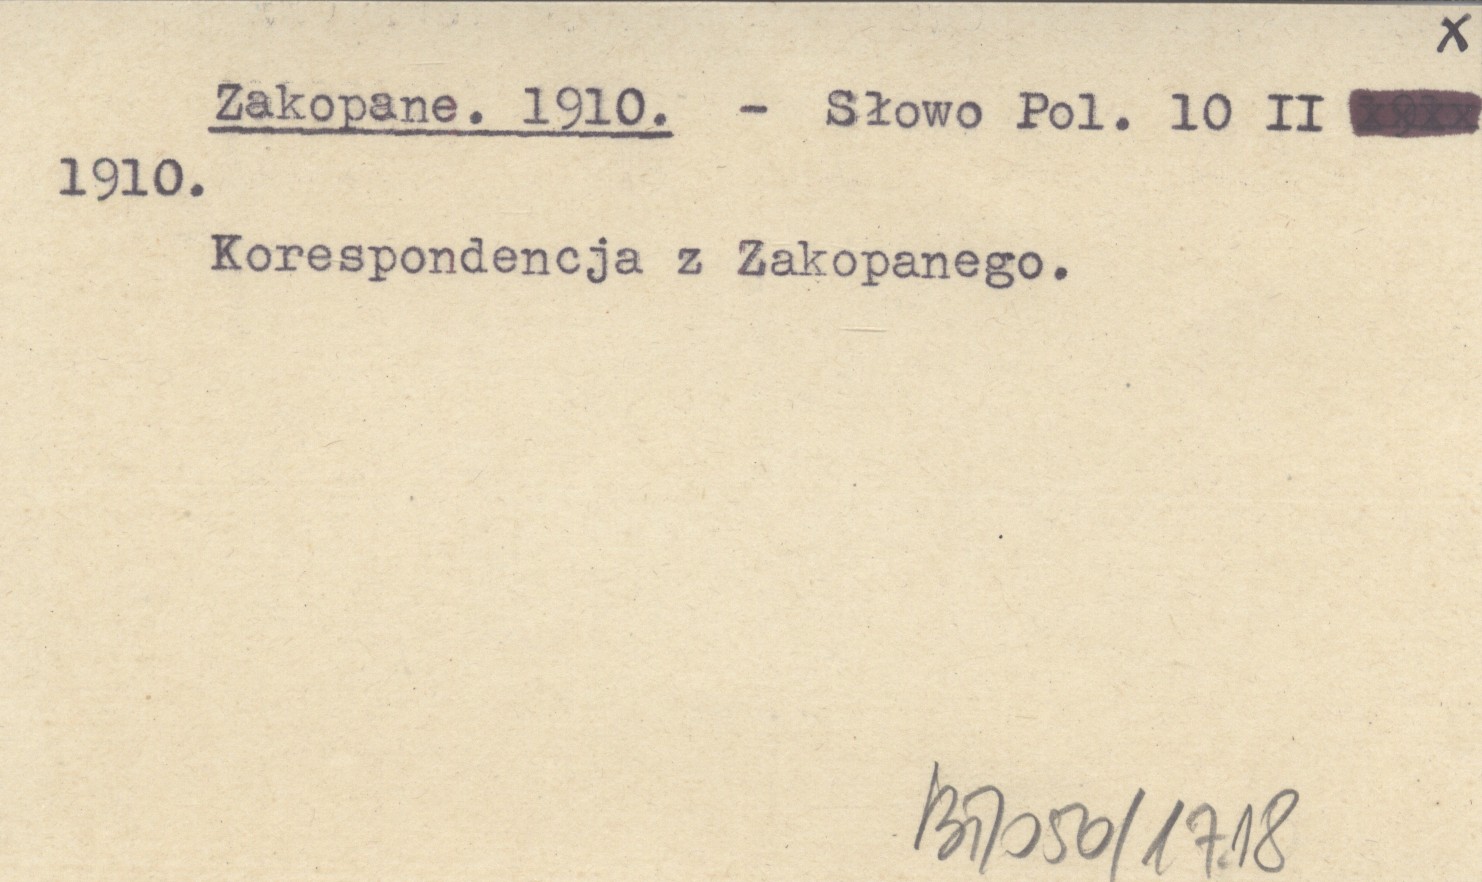 x
Zakopane. 1910. - Słowo Pol. 10 II
1910.
Korespondencja z Zakopanego.